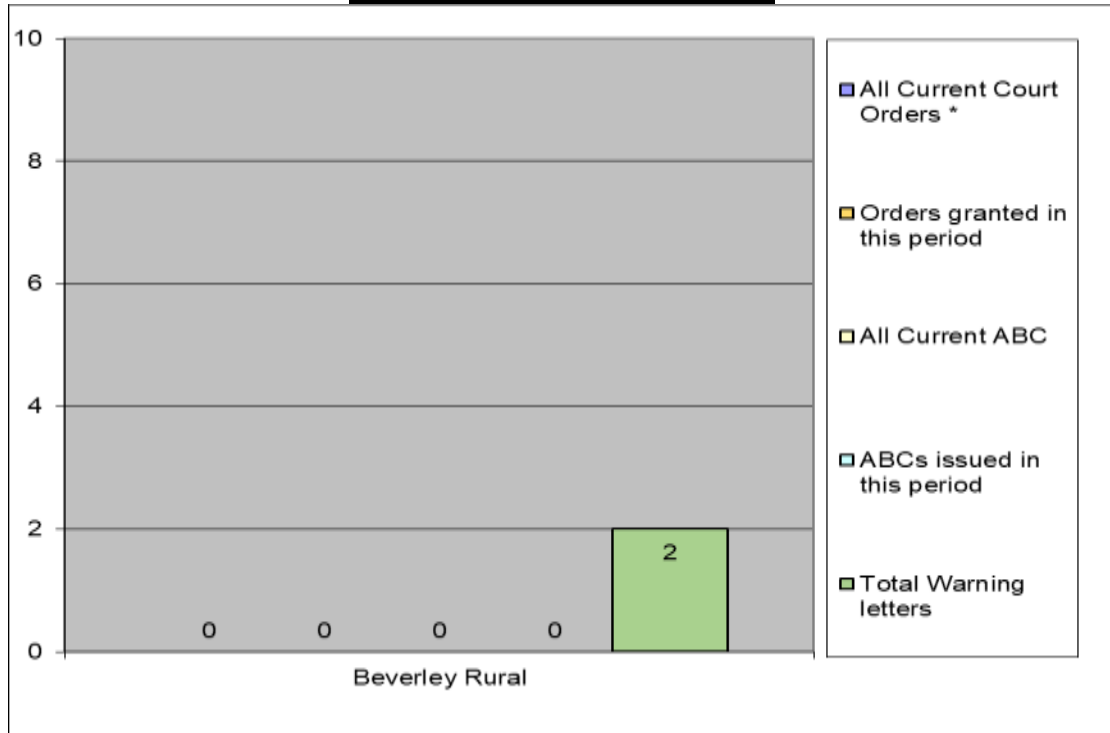 10
8
6
4
2
0
0 0 0 0 2
Beverley Rural
All Current Court
Orders *
Orders granted in
this period
All Current ABC
ABCs issued in
this period
Total Warning
letters